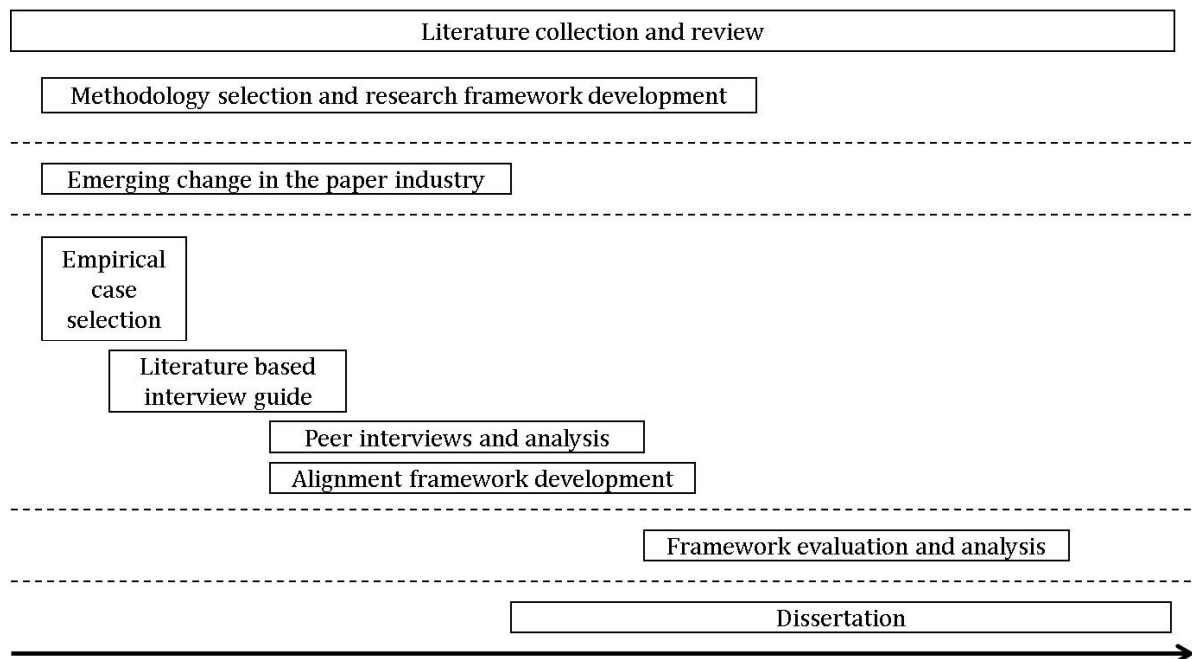 Literature collection and review
Methodology selection and research framework development
Emerging change in the paper industry
Empirical
case
selection
Literature based
interview guide
Peer interviews and analysis
Alignment framework development
Framework evaluation and analysis
Dissertation